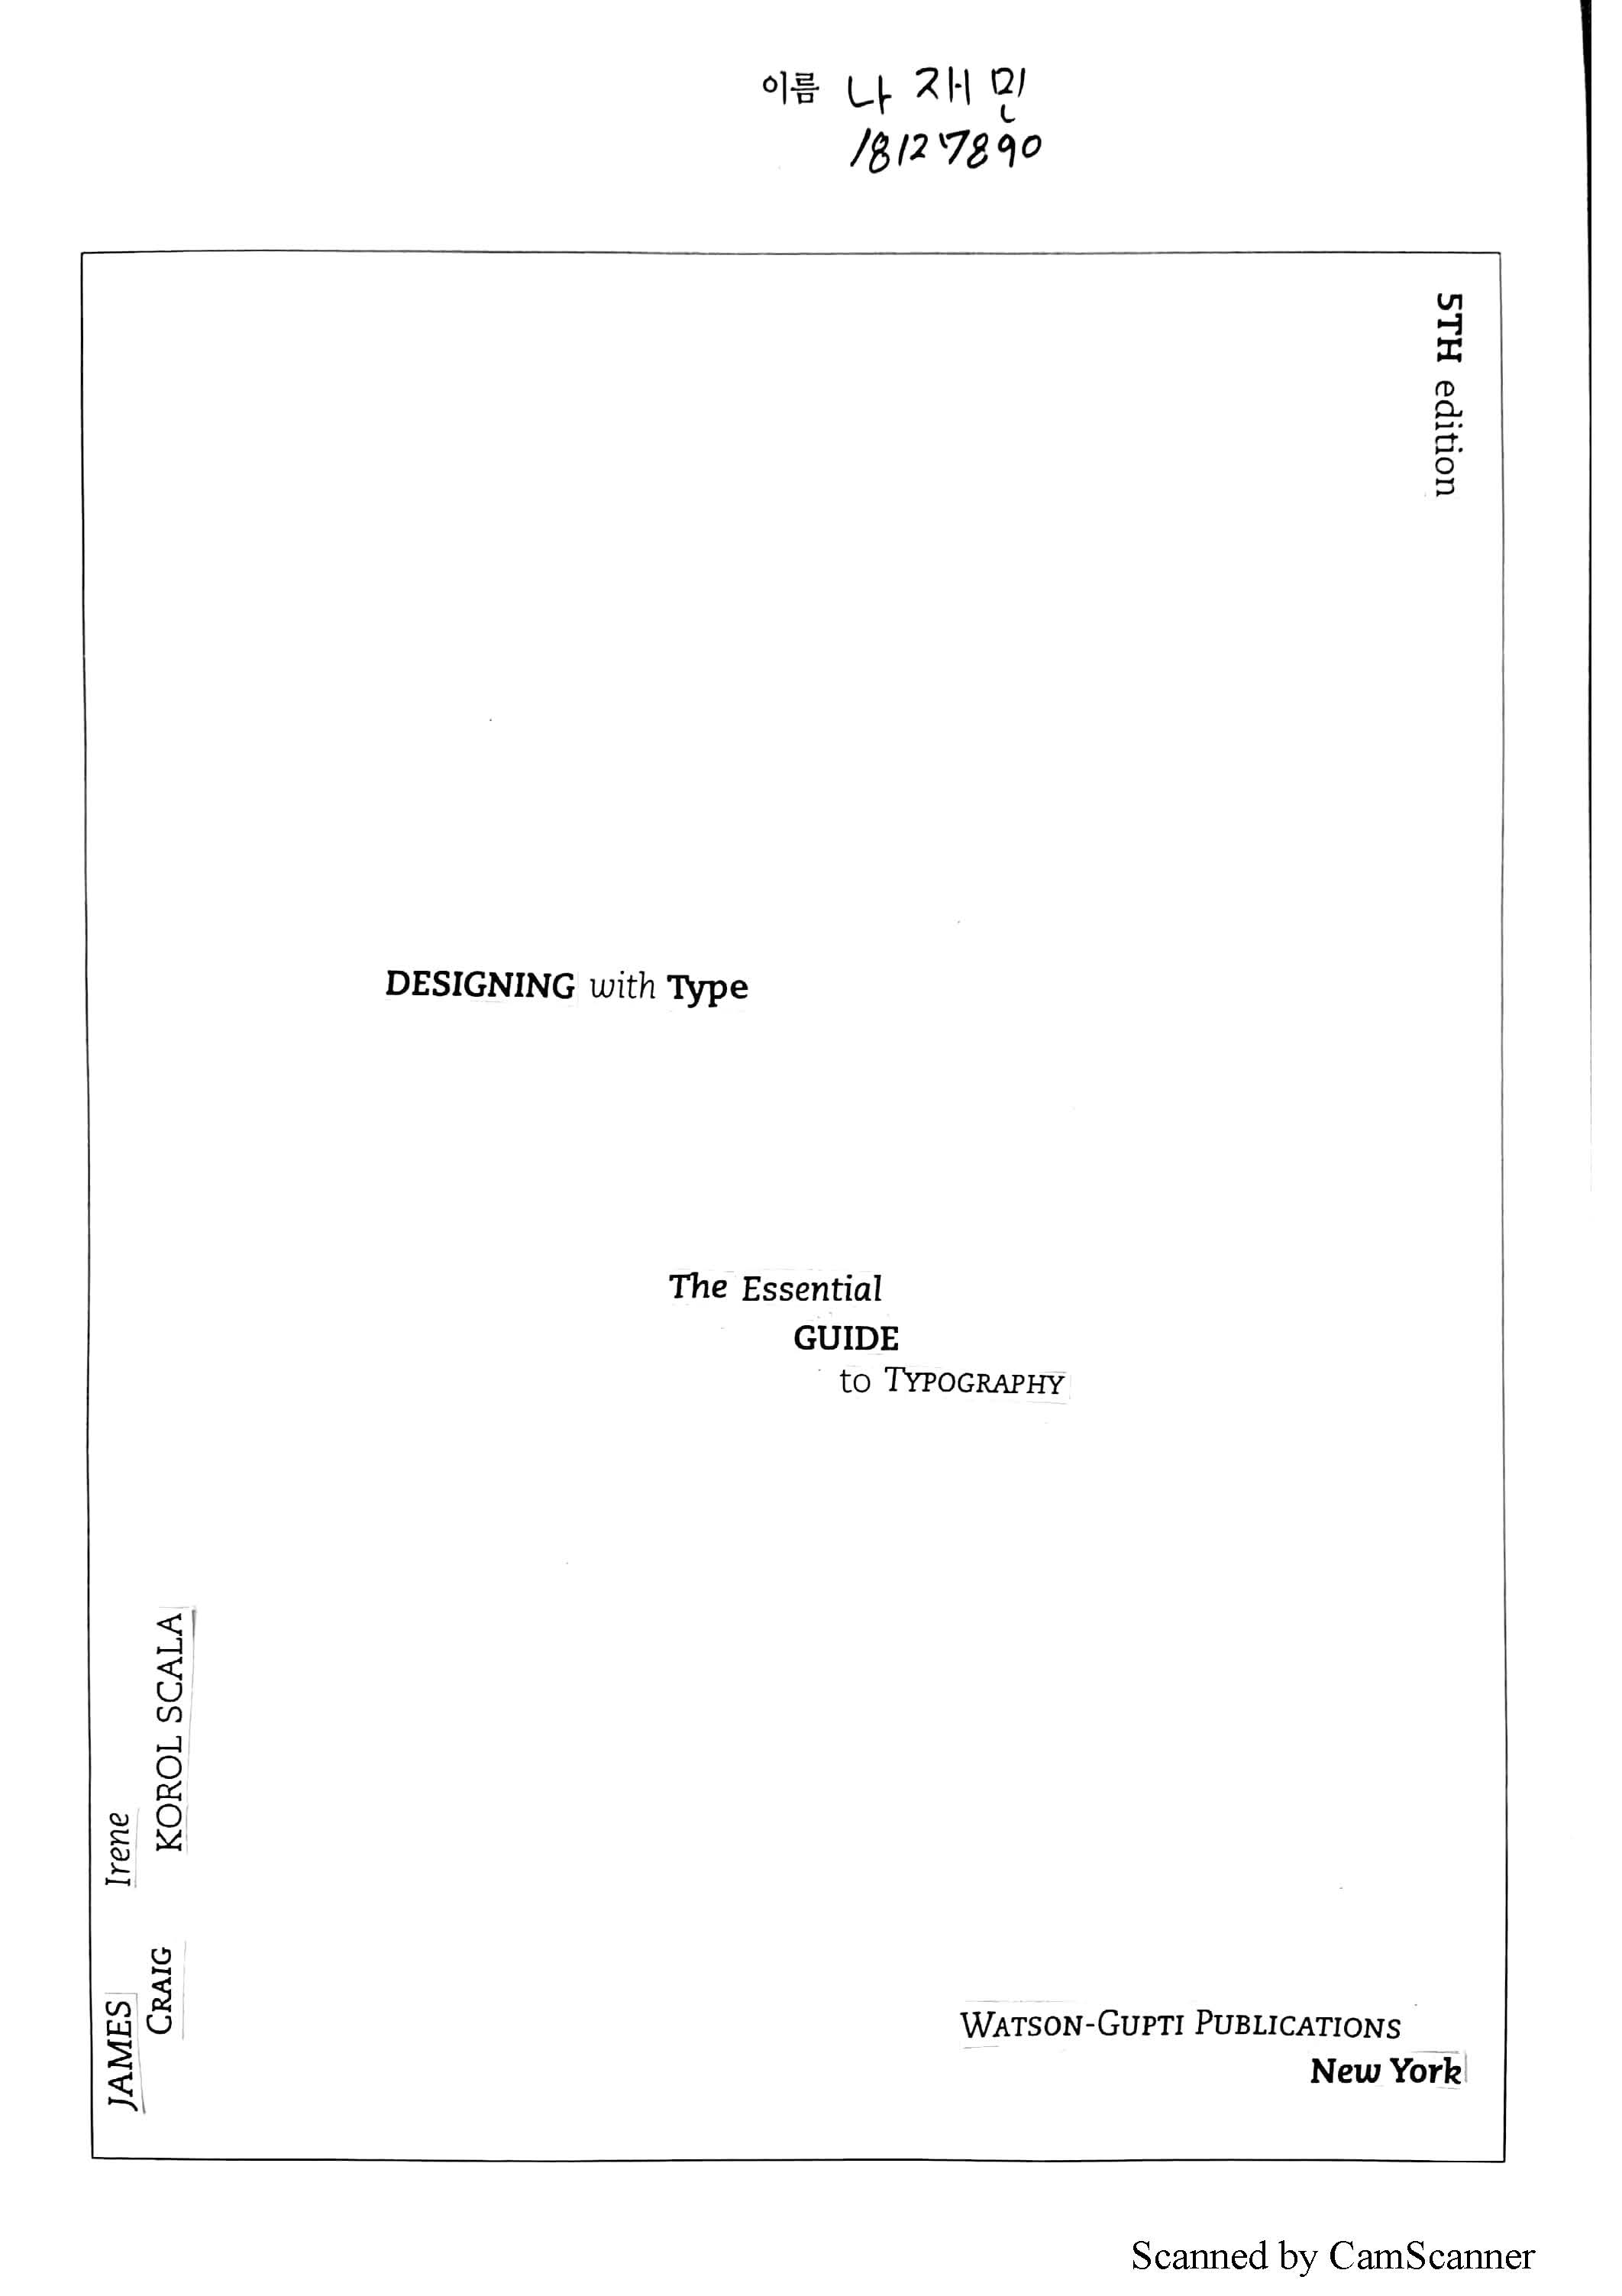 이름 나재민
18127890
5TH edition
DESIGNING with Type
The Essential
GUIDE
to TYPOGRAPHY
JAMES
CRAIG
Irene
KOROL SCALA
WATSON-GUPTI PUBLICATIONS
New York
Scanned by CamScanner